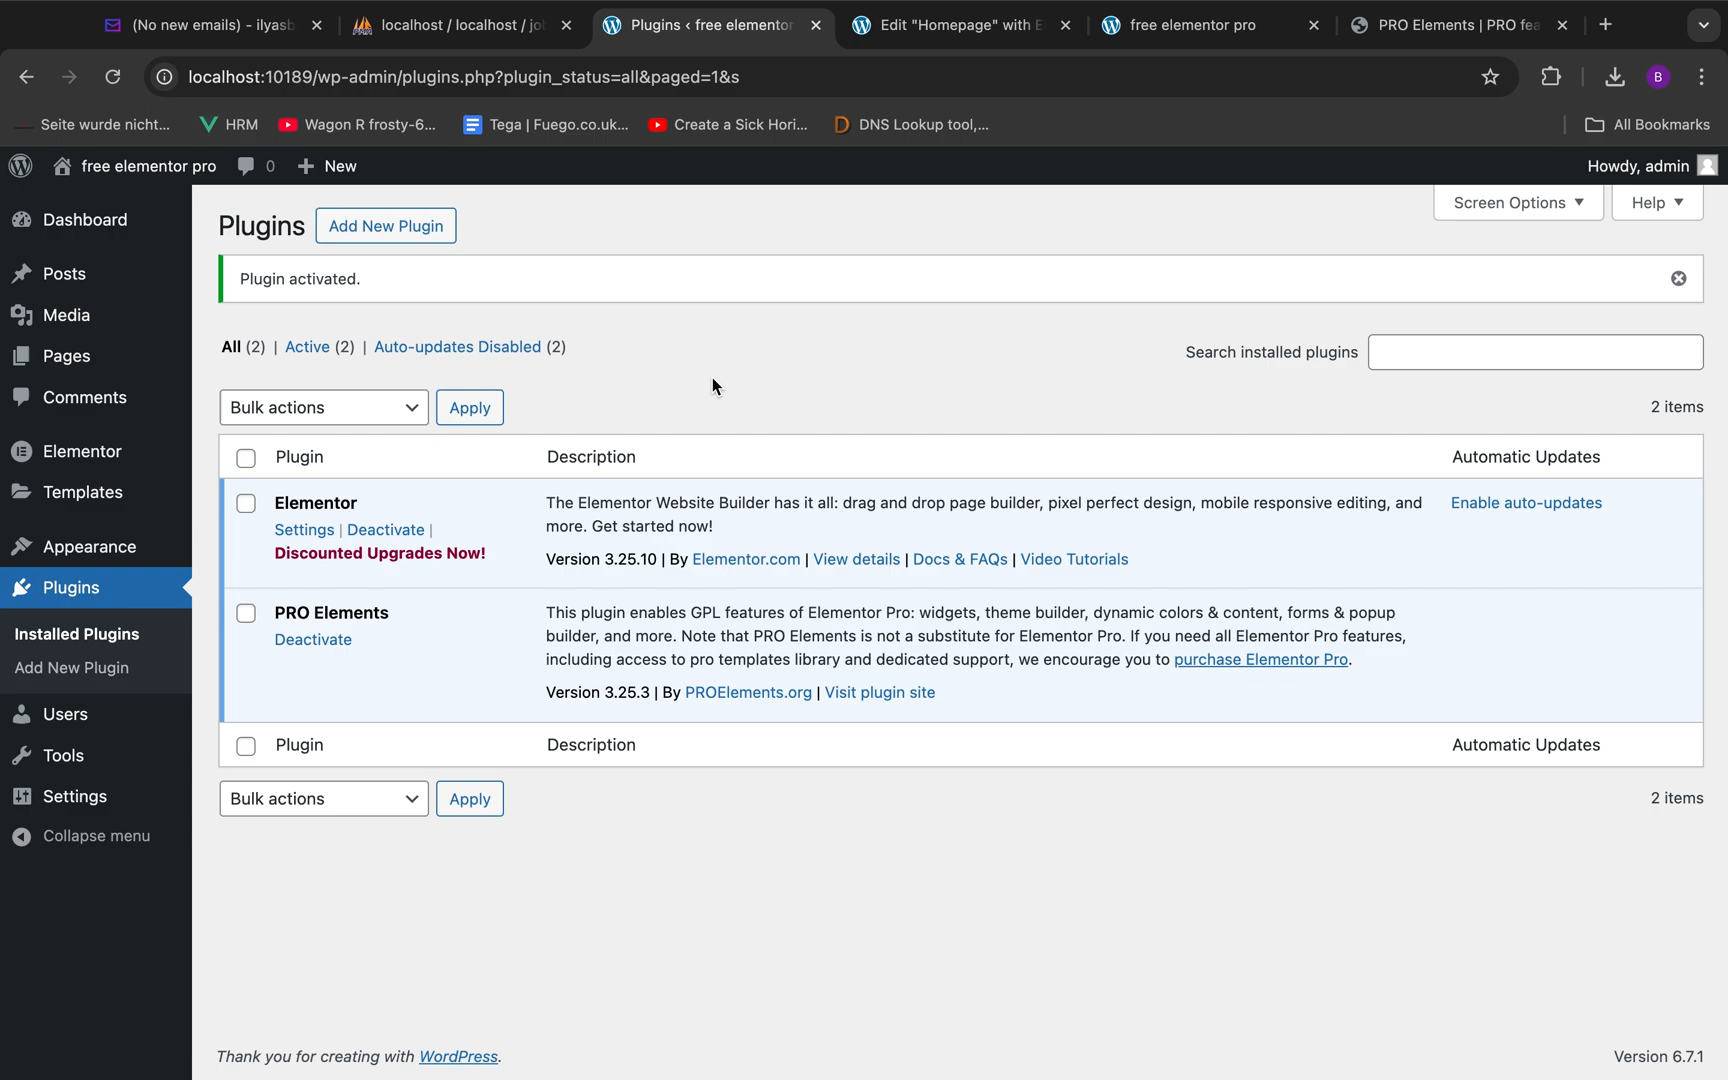 (No new emails) - ilyasb
localhost / localhost / jol
Plugins ‹ free elementor
Edit "Homepage" with E
free elementor pro
PRO Elements | PRO fea
localhost:10189/wp-admin/plugins.php?plugin_status=all&paged=1&s
B
Seite wurde nicht...
HRM
Wagon R frosty-6...
Tega | Fuego.co.uk...
Create a Sick Hori...
DNS Lookup tool,...
All Bookmarks
free elementor pro
0
New
Howdy, admin
Dashboard
Posts
Media
Pages
Comments
Elementor
Templates
Appearance
Plugins
Installed Plugins
Add New Plugin
Users
Tools
Settings
Collapse menu
Screen Options
Help
Plugins
Add New Plugin
Plugin activated.
All (2) | Active (2) | Auto-updates Disabled (2)
Search installed plugins
Bulk actions
Apply
2 items
Plugin
Description
Automatic Updates
Elementor
Settings | Deactivate |
Discounted Upgrades Now!
The Elementor Website Builder has it all: drag and drop page builder, pixel perfect design, mobile responsive editing, and
more. Get started now!
Version 3.25.10 | By Elementor.com | View details | Docs & FAQs | Video Tutorials
Enable auto-updates
PRO Elements
Deactivate
This plugin enables GPL features of Elementor Pro: widgets, theme builder, dynamic colors & content, forms & popup
builder, and more. Note that PRO Elements is not a substitute for Elementor Pro. If you need all Elementor Pro features,
including access to pro templates library and dedicated support, we encourage you to purchase Elementor Pro.
Version 3.25.3 | By PROElements.org | Visit plugin site
Plugin
Description
Automatic Updates
Bulk actions
Apply
2 items
Thank you for creating with WordPress.
Version 6.7.1